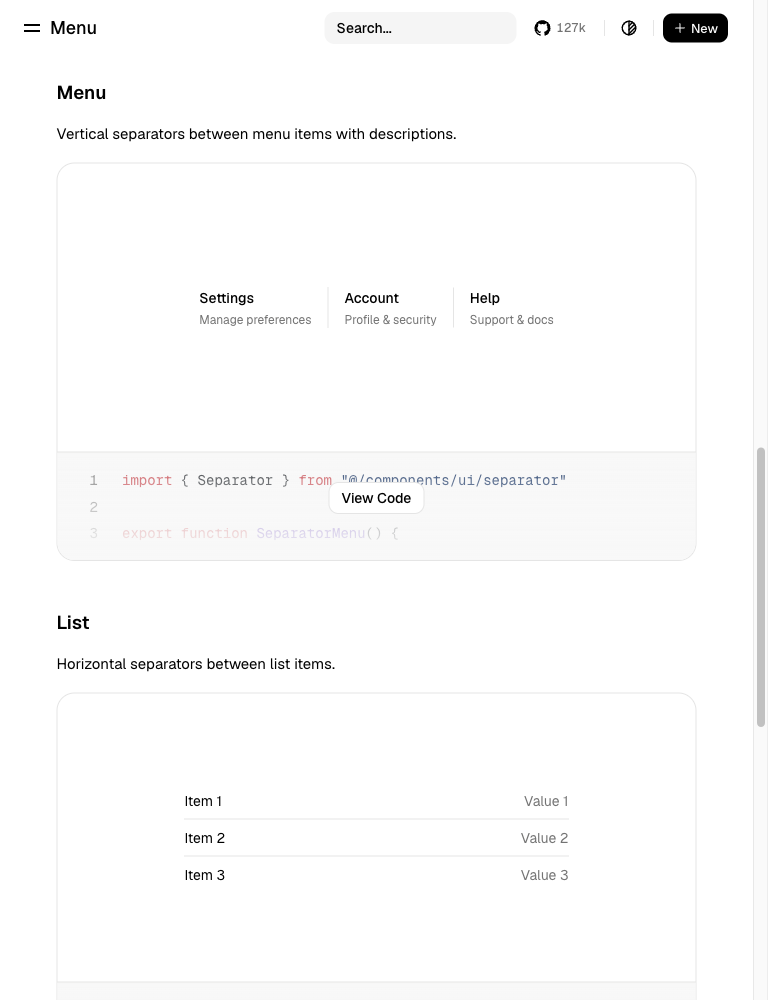 Menu
Search...
127k
New
Menu
Vertical separators between menu items with descriptions.
Settings
Account
Help
Manage preferences
Profile & security
Support & docs
1 import { Separator } from "@/components/ui/separator"
View Code
2
3 export function SeparatorMenu() {
List
Horizontal separators between list items.
Item 1 Value 1
Item 2 Value 2
Item 3 Value 3